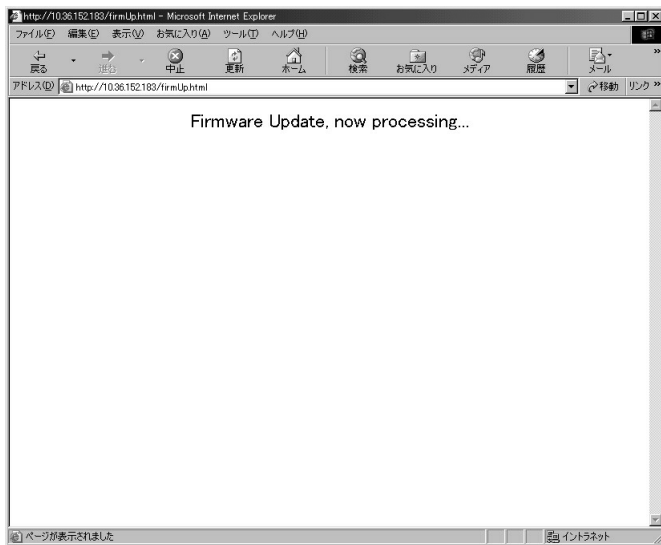 http://10.36.152.183/firmUp.html - Microsoft Internet Explorer
ファイル(F) 編集(E) 表示(V) お気に入り(A) ツール(T) ヘルプ(H)
戻る 進む 中止 更新 ホーム 検索 お気に入り メディア 履歴 メール »
アドレス(D) http://10.36.152.183/firmUp.html 移動 リンク »
Firmware Update, now processing...
ページが表示されました イントラネット